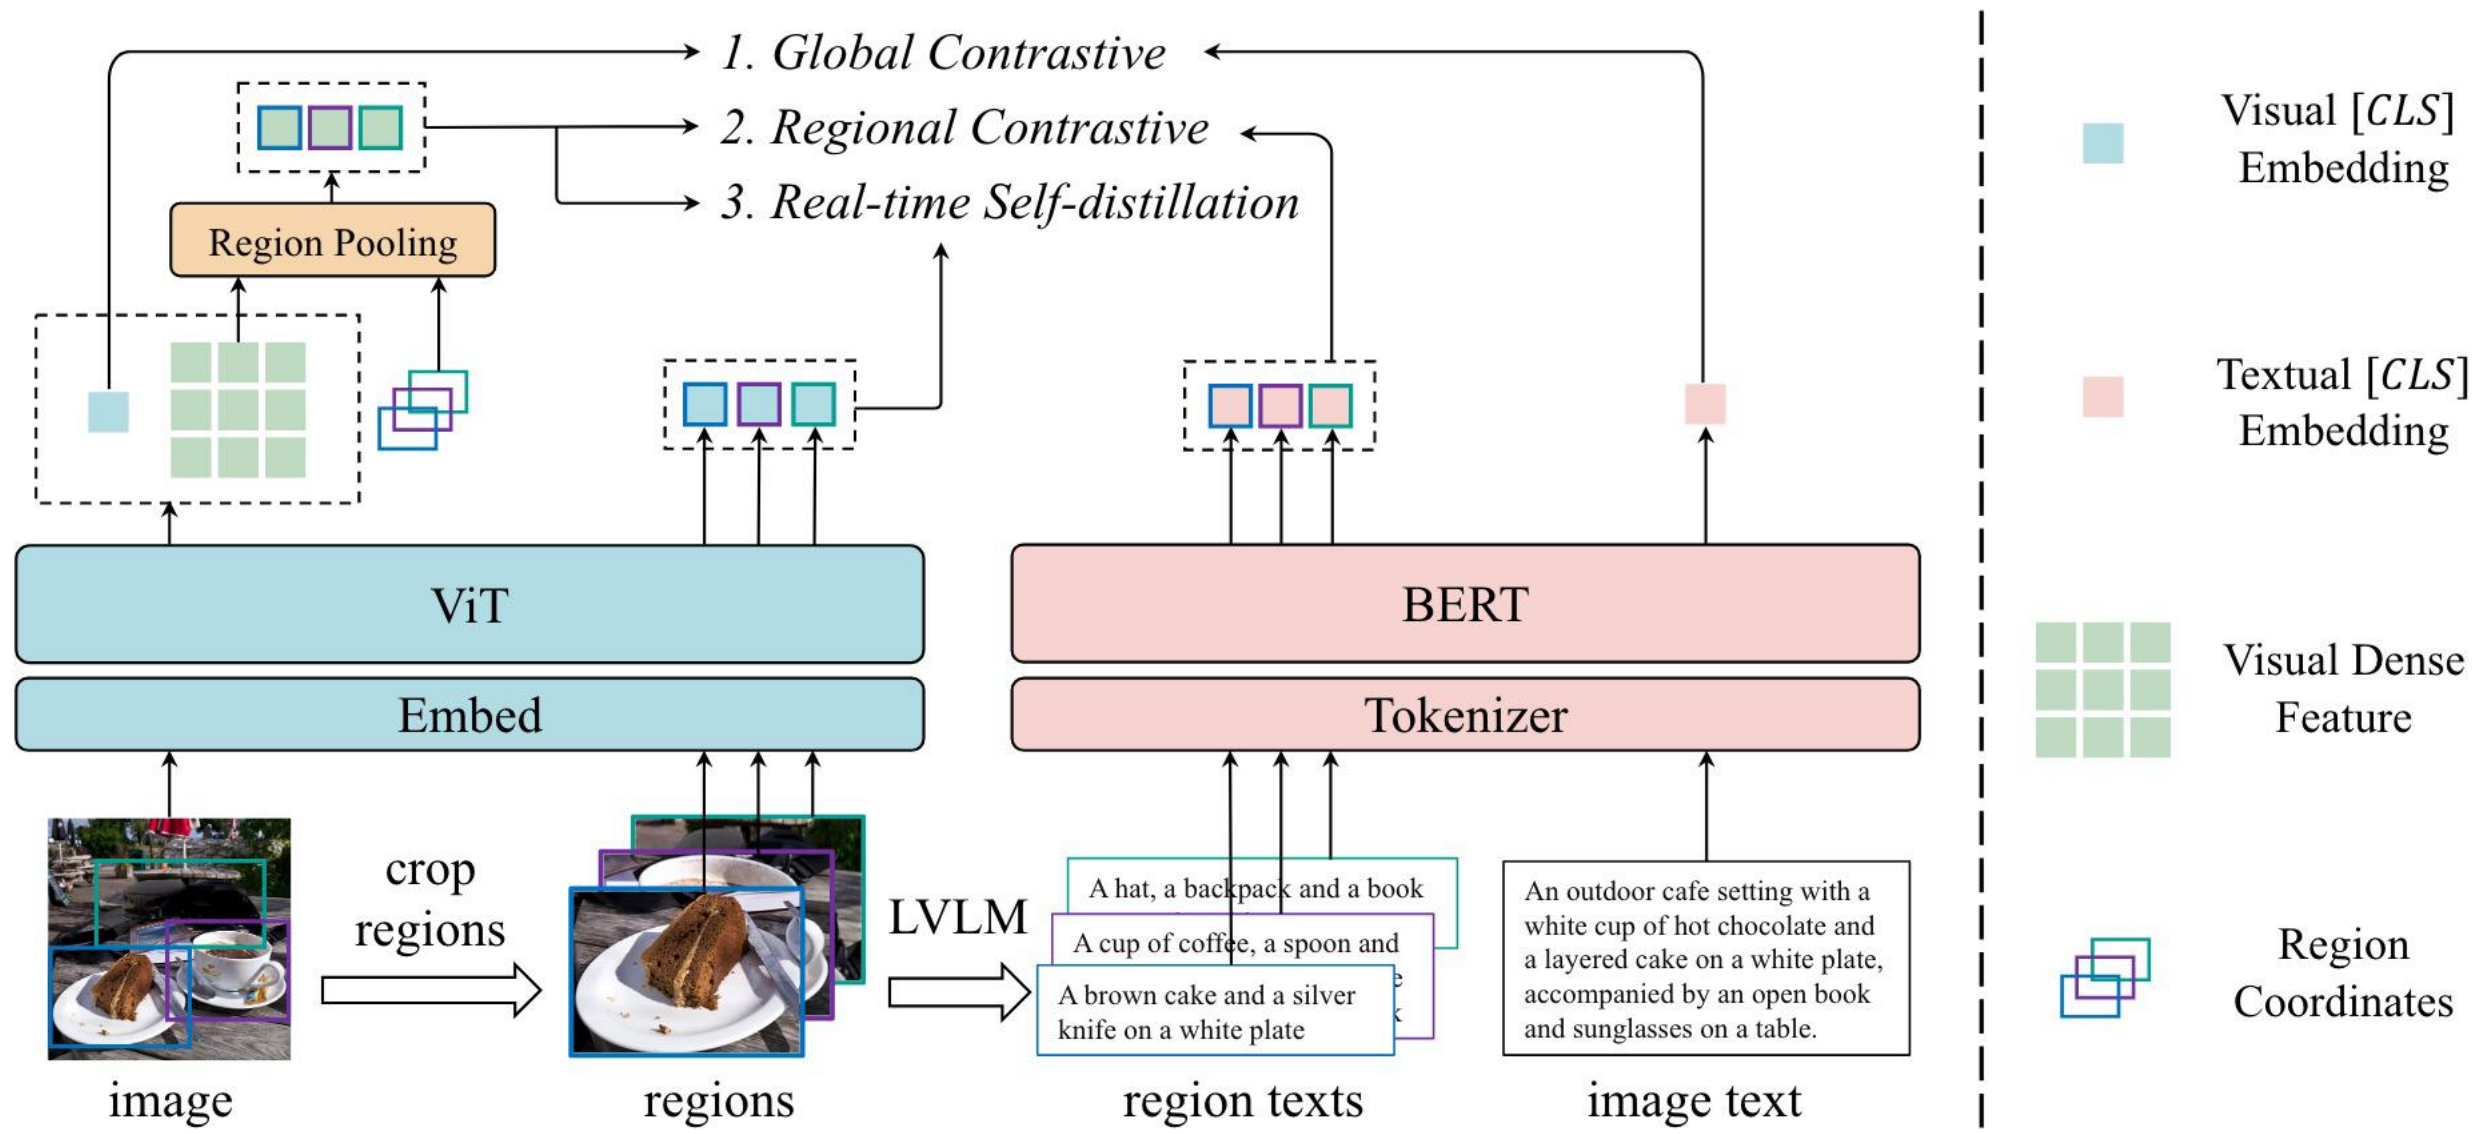 1. Global Contrastive
2. Regional Contrastive
3. Real-time Self-distillation
Region Pooling
ViT
Embed
BERT
Tokenizer
crop
regions
LVLM
A hat, a backpack and a book
A cup of coffee, a spoon and
e
k
A brown cake and a silver
knife on a white plate
An outdoor cafe setting with a
white cup of hot chocolate and
a layered cake on a white plate,
accompanied by an open book
and sunglasses on a table.
image
regions
region texts
image text
Visual [CLS]
Embedding
Textual [CLS]
Embedding
Visual Dense
Feature
Region
Coordinates